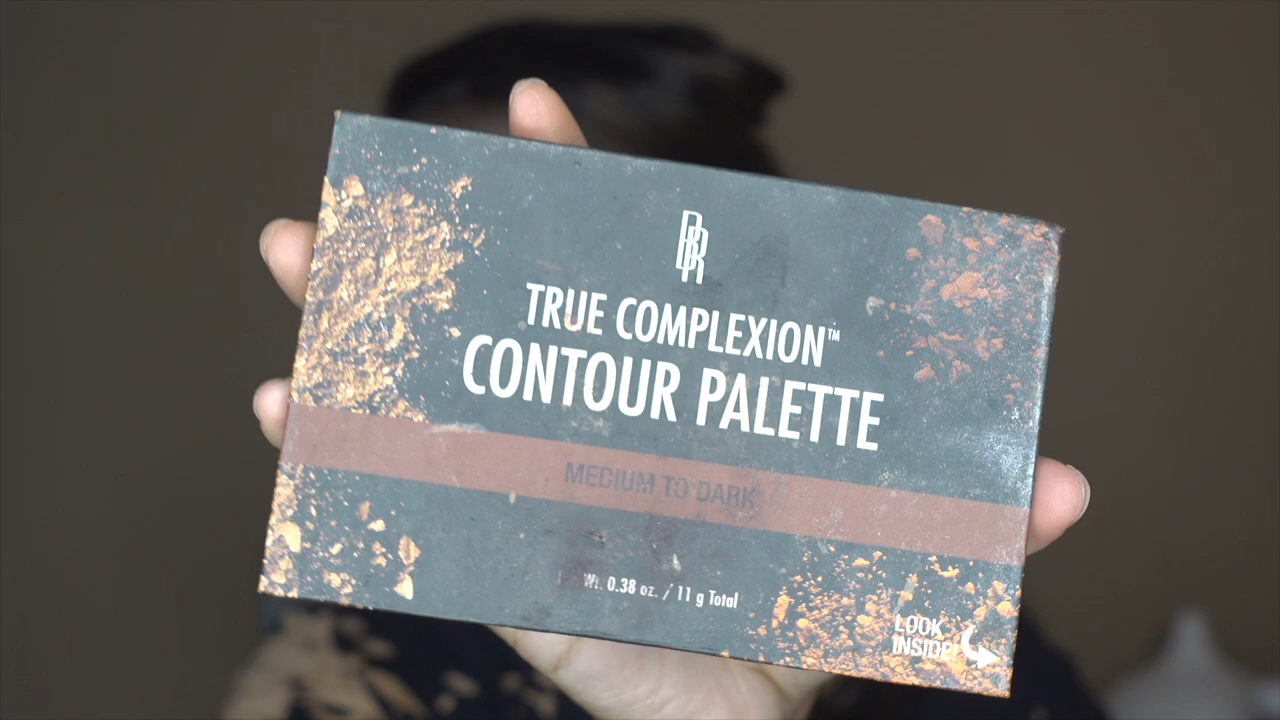 BR
TRUE COMPLEXION™
CONTOUR PALETTE
MEDIUM TO DARK
Wt. 0.38 oz. / 11 g Total
LOOK
INSIDE!